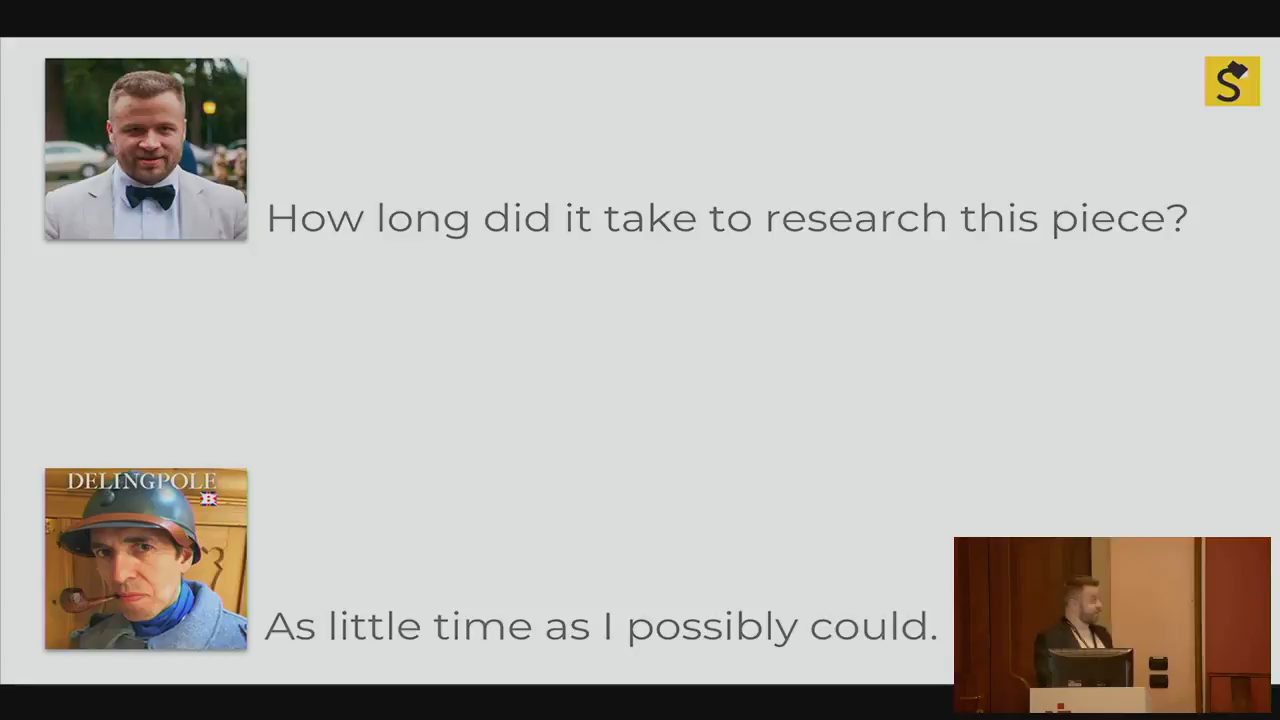 S
How long did it take to research this piece?
DELINGPOLE
B
As little time as I possibly could.